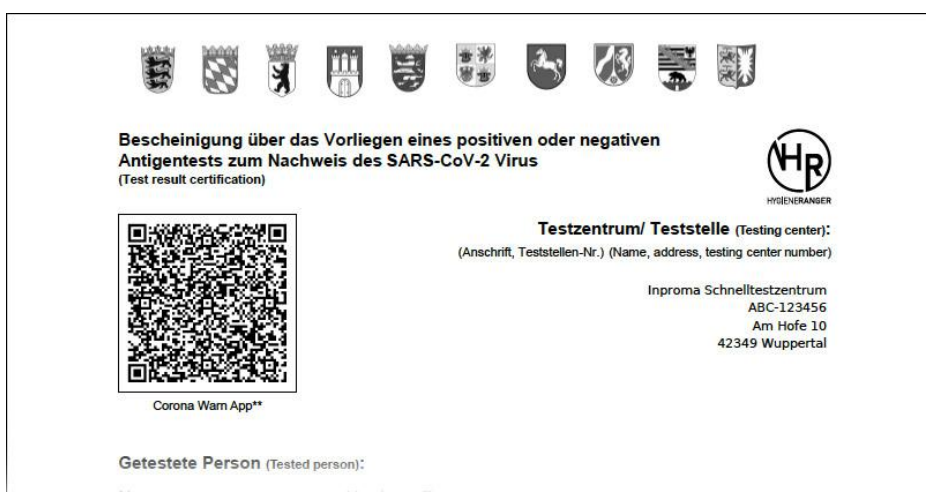 Bescheinigung über das Vorliegen eines positiven oder negativen
Antigentests zum Nachweis des SARS-CoV-2 Virus
(Test result certification)
HR
HYGIENERANGER
Testzentrum/ Teststelle (Testing center):
(Anschrift, Teststellen-Nr.) (Name, address, testing center number)
Inproma Schnelltestzentrum
ABC-123456
Am Hofe 10
42349 Wuppertal
Corona Warn App**
Getestete Person (Tested person):